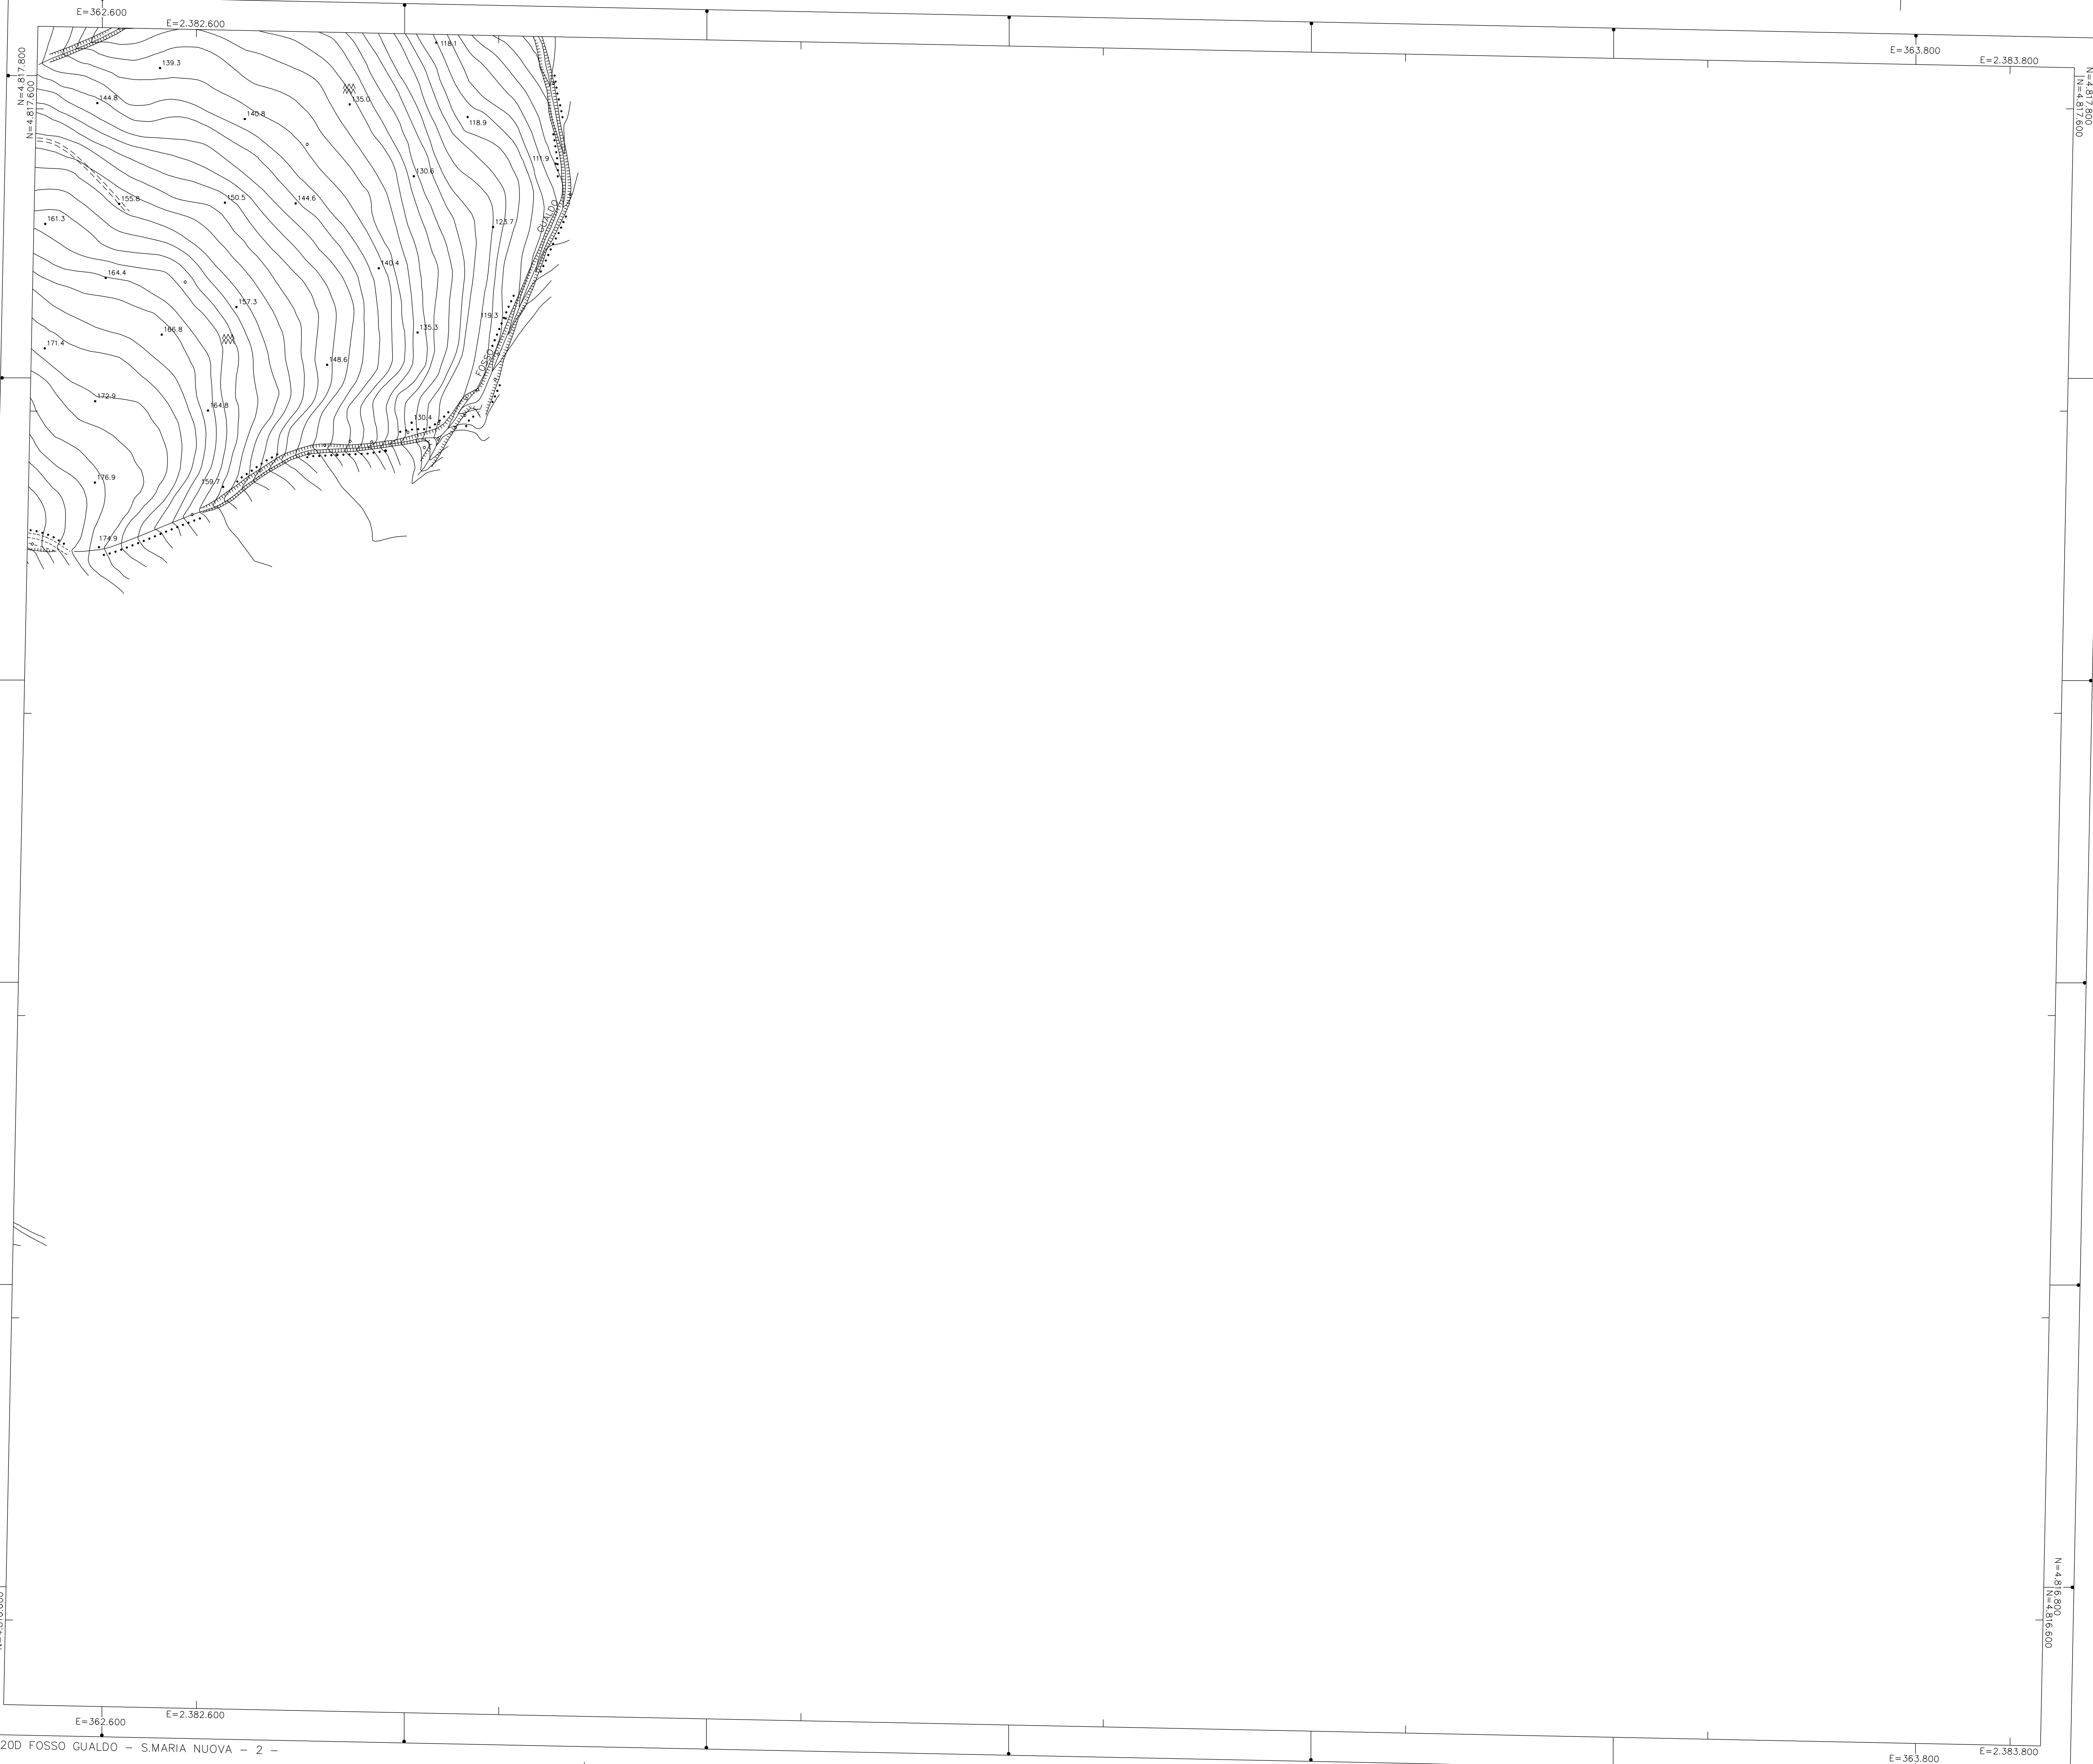 E=362.600
E=2.382.600
E=363.800
E=2.383.800
N=4.817.800
N=4.817.600
N=4.817.800
N=4.817.600
118.1
139.3
144.8
135.0
140.8
118.9
111.9
130.6
155.8
150.5
144.6
161.3
123.7
GUALDO
140.4
164.4
157.3
119.3
166.8
135.3
171.4
148.6
FOSSO
172.9
164.8
130.4
176.9
159.7
174.9
N=4.816.800
N=4.816.600
E=362.600
E=2.382.600
E=363.800
E=2.383.800
20D FOSSO GUALDO – S.MARIA NUOVA – 2 –